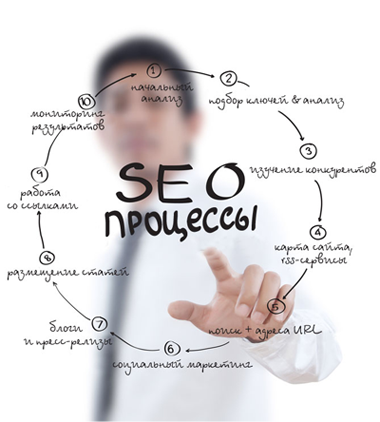 1
начальный
анализ
2
подбор ключей & анализ
3
изучение конкурентов
4
карта сайта,
rss-сервисы
5
поиск + адреса URL
6
социальный маркетинг
7
блоги
и пресс-релизы
8
размещение статей
9
работа
со ссылками
10
мониторинг
результатов
SEO
процессы